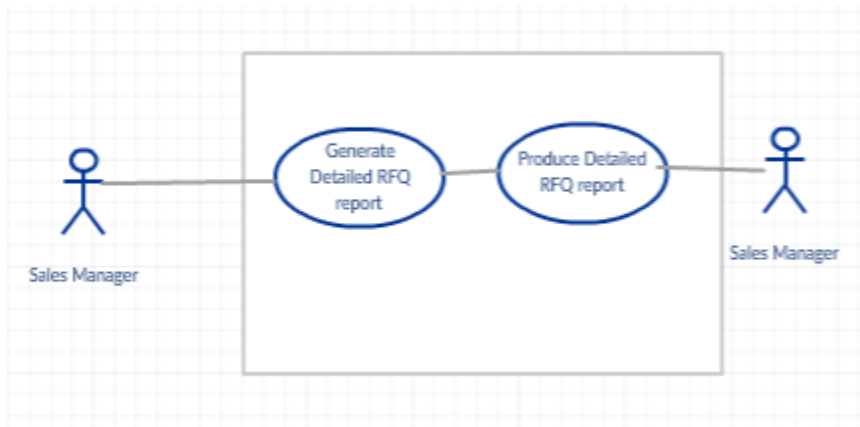 Generate
Detailed RFQ
report
Produce Detailed
RFQ report
Sales Manager
Sales Manager